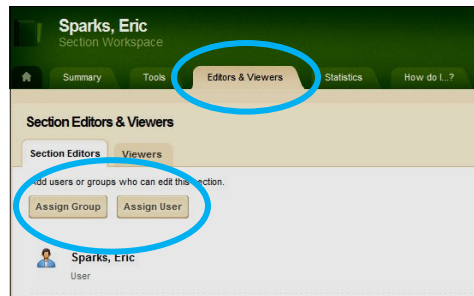 Sparks, Eric
Section Workspace
Summary Tools Editors & Viewers Statistics How do I...?
Section Editors & Viewers
Section Editors Viewers
Add users or groups who can edit this section.
Assign Group Assign User
Sparks, Eric
User